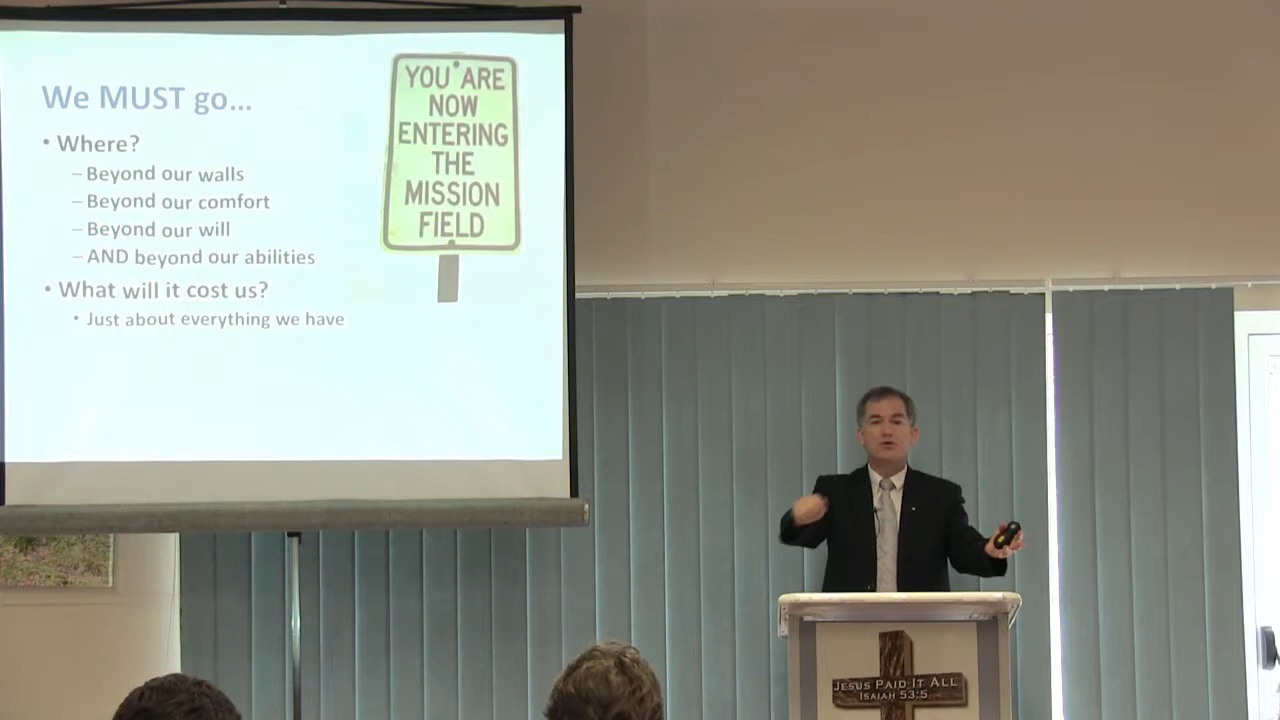 We MUST go...
• Where?
– Beyond our walls
– Beyond our comfort
– Beyond our will
– AND beyond our abilities
• What will it cost us?
• Just about everything we have
YOU ARE
NOW
ENTERING
THE
MISSION
FIELD
JESUS PAID IT ALL
ISAIAH 53:5